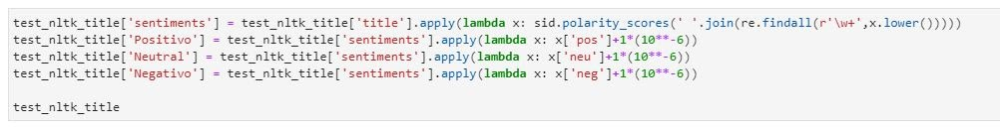 test_nltk_title['sentiments'] = test_nltk_title['title'].apply(lambda x: sid.polarity_scores(' '.join(re.findall(r'\w+',x.lower()))))
test_nltk_title['Positivo'] = test_nltk_title['sentiments'].apply(lambda x: x['pos']+1*(10**-6))
test_nltk_title['Neutral'] = test_nltk_title['sentiments'].apply(lambda x: x['neu']+1*(10**-6))
test_nltk_title['Negativo'] = test_nltk_title['sentiments'].apply(lambda x: x['neg']+1*(10**-6))
test_nltk_title